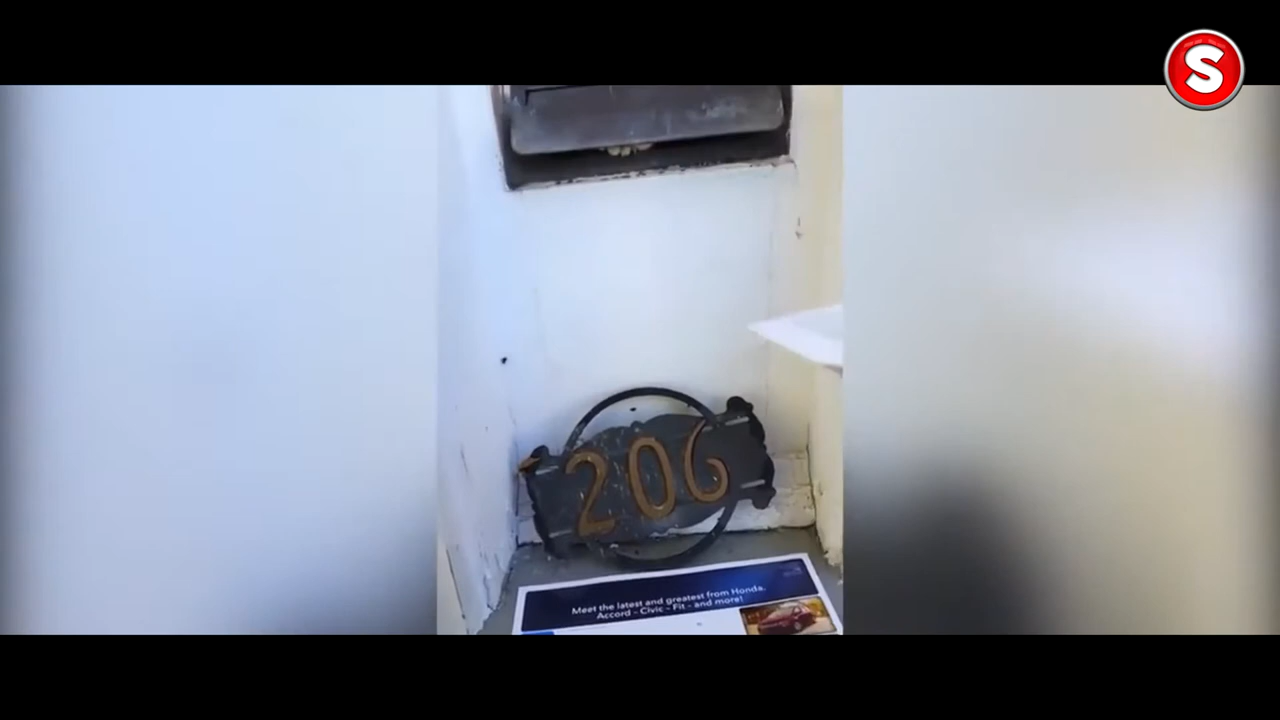 S
206
Meet the latest and greatest from Honda.
Accord - Civic - Fit - and more!